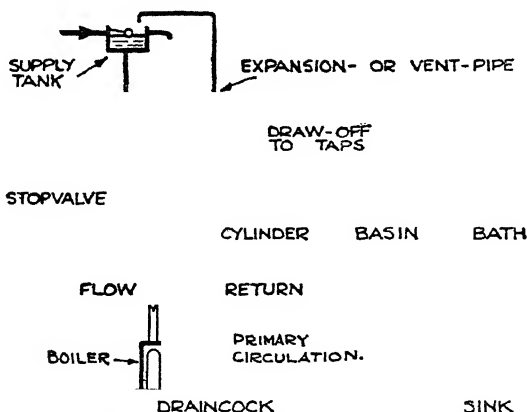 SUPPLY
TANK
EXPANSION- OR VENT-PIPE
DRAW-OFF
TO TAPS
STOPVALVE
CYLINDER BASIN BATH
FLOW RETURN
BOILER
PRIMARY
CIRCULATION.
DRAINCOCK SINK